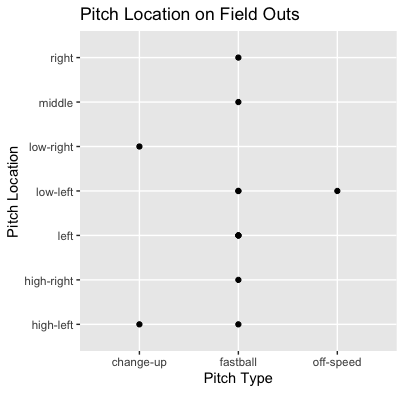 Pitch Location on Field Outs
Pitch Location
right
middle
low-right
low-left
left
high-right
high-left
change-up fastball off-speed
Pitch Type